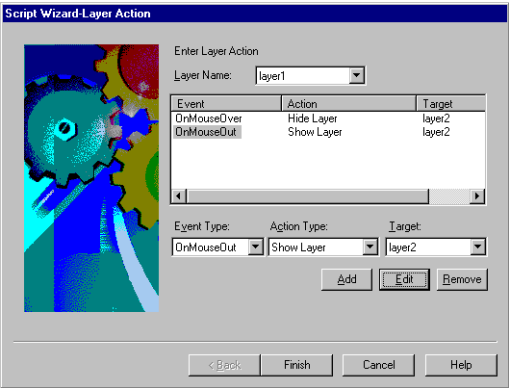 Script Wizard-Layer Action
Enter Layer Action
Layer Name: layer1
Event Action Target
OnMouseOver Hide Layer layer2
OnMouseOut Show Layer layer2
Event Type: Action Type: Target:
OnMouseOut Show Layer layer2
Add Edit Remove
< Back Finish Cancel Help